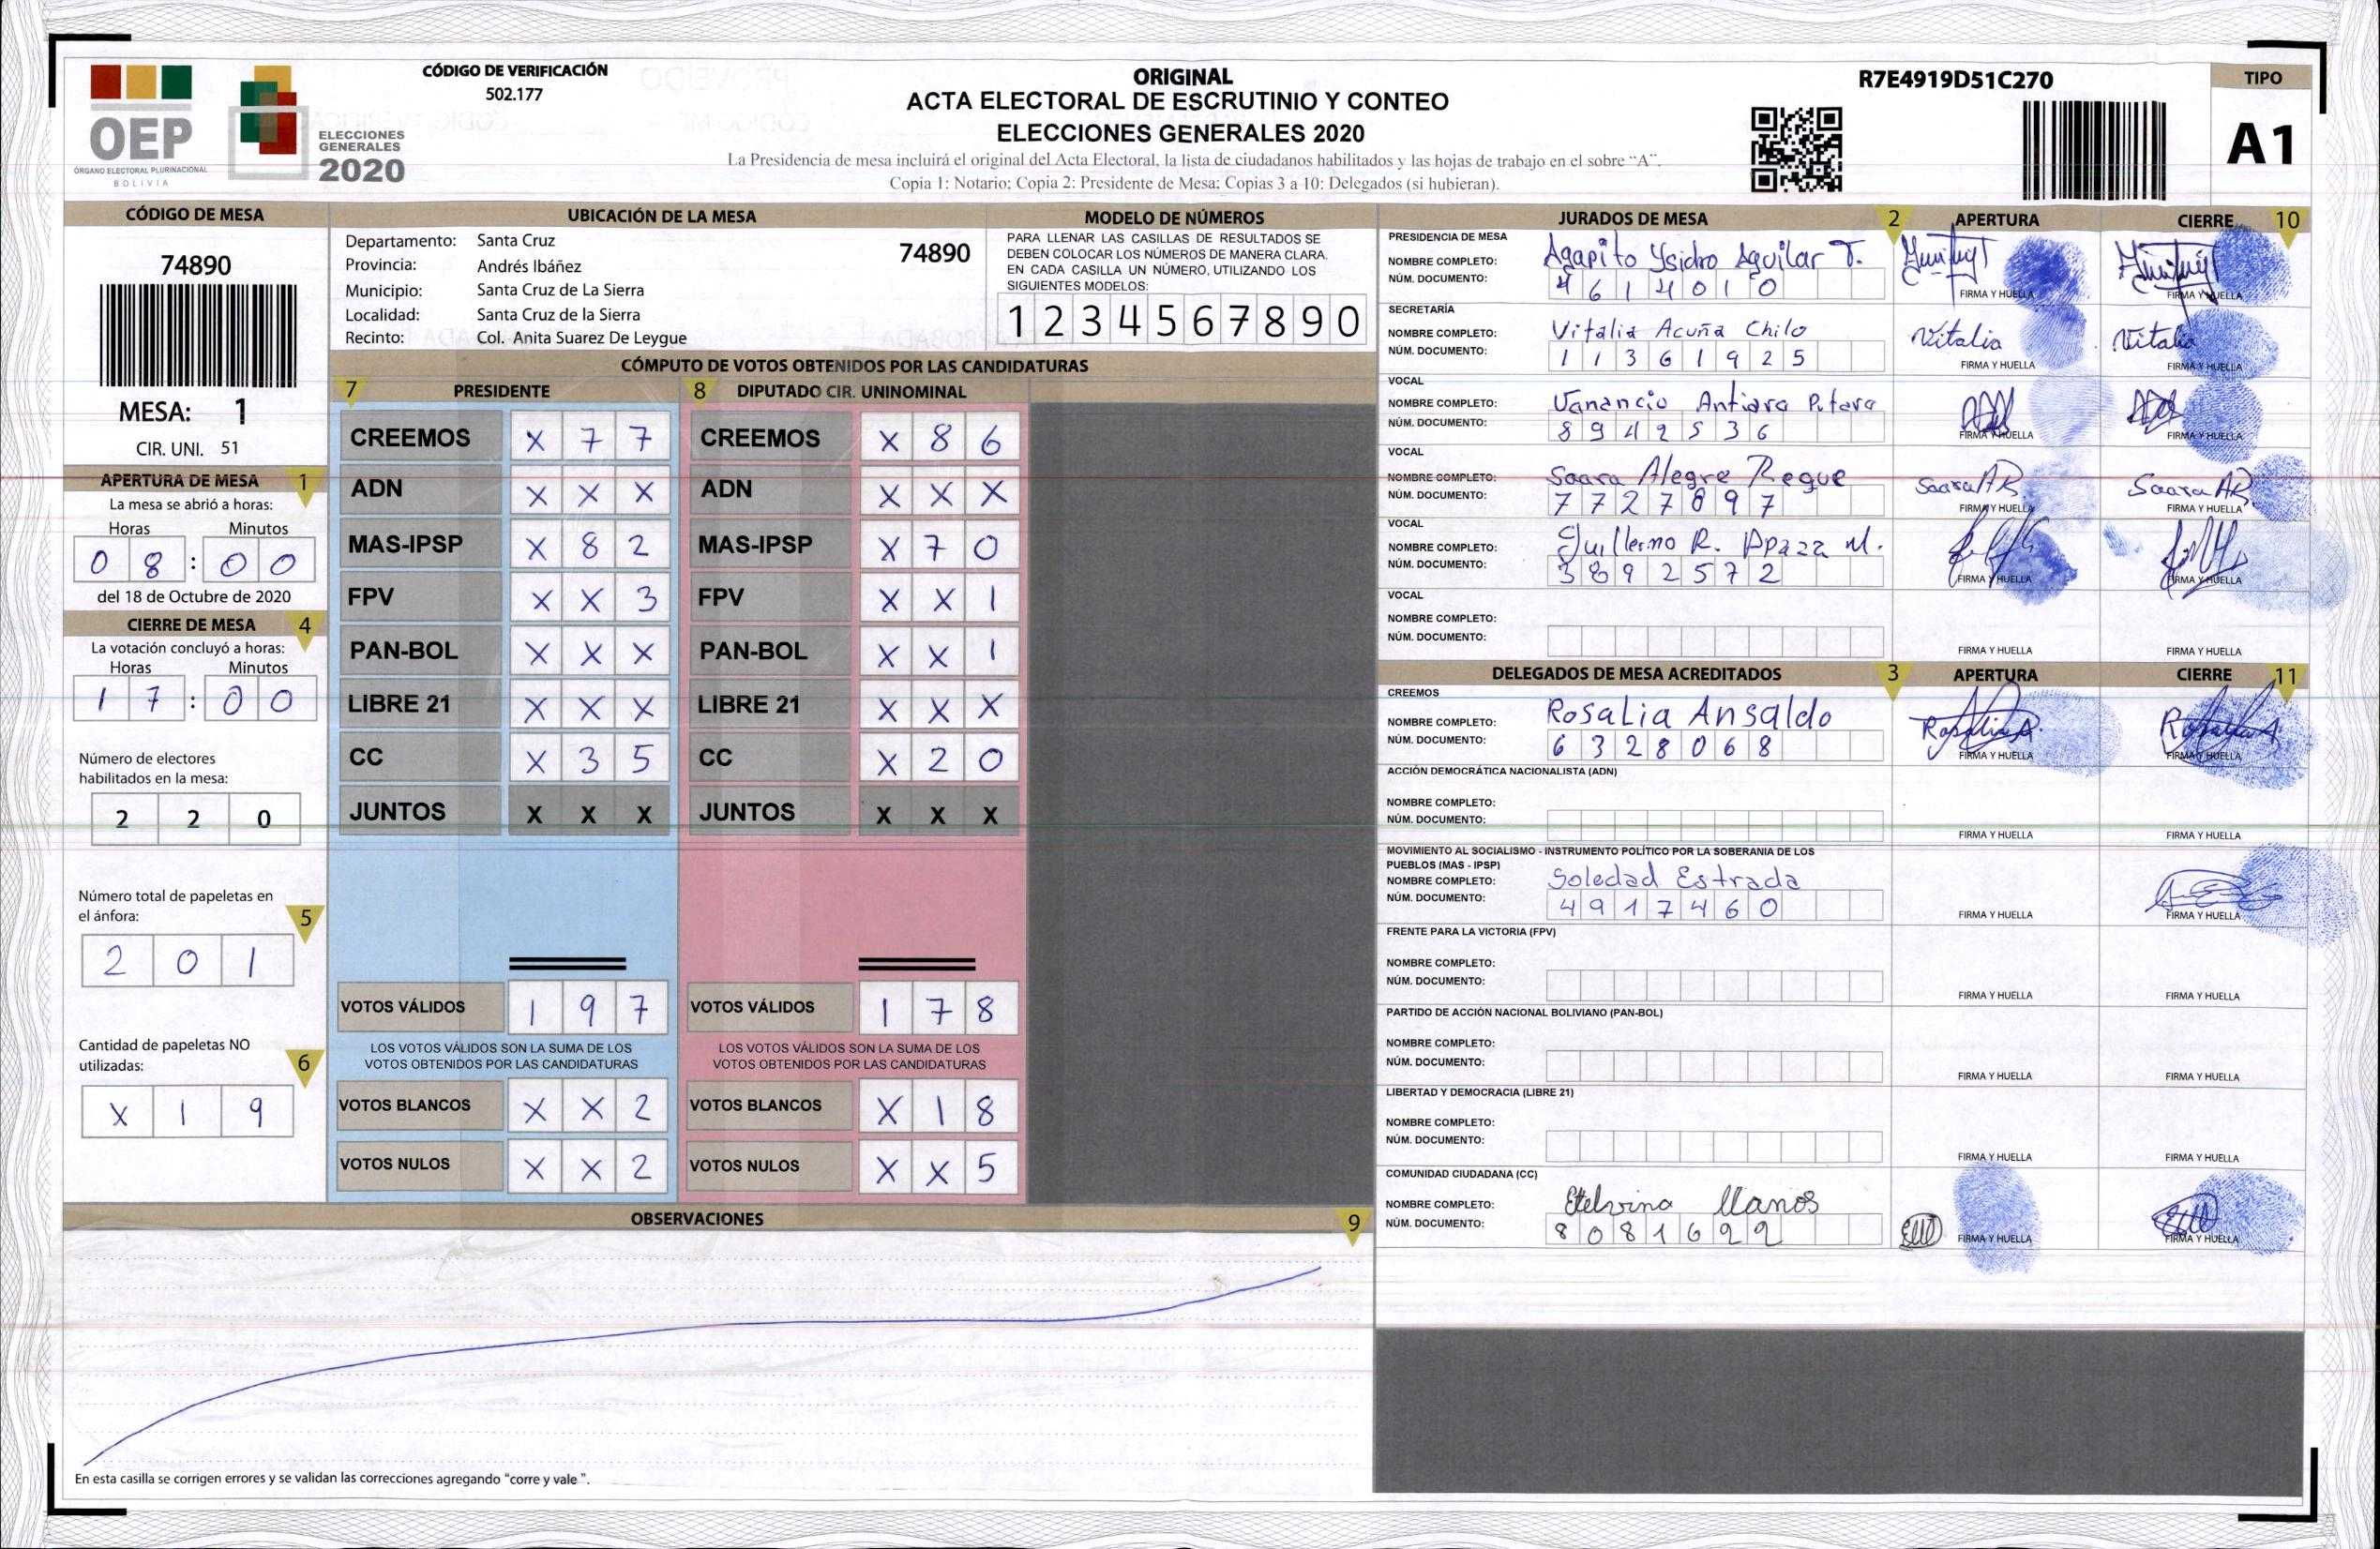 OEP
ÓRGANO ELECTORAL PLURINACIONAL
BOLIVIA
ELECCIONES
GENERALES
2020
CÓDIGO DE VERIFICACIÓN
502.177
ORIGINAL
ACTA ELECTORAL DE ESCRUTINIO Y CONTEO
ELECCIONES GENERALES 2020
La Presidencia de mesa incluirá el original del Acta Electoral, la lista de ciudadanos habilitados y las hojas de trabajo en el sobre "A".
Copia 1: Notario; Copia 2: Presidente de Mesa; Copias 3 a 10: Delegados (si hubieran).
R7E4919D51C270
TIPO
A1
CÓDIGO DE MESA
74890
MESA: 1
CIR. UNI. 51
APERTURA DE MESA 1
La mesa se abrió a horas:
Horas Minutos
0 8 : 0 0
del 18 de Octubre de 2020
CIERRE DE MESA 4
La votación concluyó a horas:
Horas Minutos
1 7 : 0 0
Número de electores
habilitados en la mesa:
2 2 0
Número total de papeletas en
el ánfora: 5
2 0 1
Cantidad de papeletas NO
utilizadas: 6
X 1 9
UBICACIÓN DE LA MESA
Departamento: Santa Cruz 74890
Provincia: Andrés Ibáñez
Municipio: Santa Cruz de La Sierra
Localidad: Santa Cruz de la Sierra
Recinto: Col. Anita Suarez De Leygue
MODELO DE NÚMEROS
PARA LLENAR LAS CASILLAS DE RESULTADOS SE
DEBEN COLOCAR LOS NÚMEROS DE MANERA CLARA.
EN CADA CASILLA UN NÚMERO, UTILIZANDO LOS
SIGUIENTES MODELOS:
1 2 3 4 5 6 7 8 9 0
CÓMPUTO DE VOTOS OBTENIDOS POR LAS CANDIDATURAS
7 PRESIDENTE 8 DIPUTADO CIR. UNINOMINAL
CREEMOS X 7 7 CREEMOS X 8 6
ADN X X X ADN X X X
MAS-IPSP X 8 2 MAS-IPSP X 7 0
FPV X X 3 FPV X X 1
PAN-BOL X X X PAN-BOL X X 1
LIBRE 21 X X X LIBRE 21 X X X
CC X 3 5 CC X 2 0
JUNTOS X X X JUNTOS X X X
VOTOS VÁLIDOS 1 9 7 VOTOS VÁLIDOS 1 7 8
LOS VOTOS VÁLIDOS SON LA SUMA DE LOS LOS VOTOS VÁLIDOS SON LA SUMA DE LOS
VOTOS OBTENIDOS POR LAS CANDIDATURAS VOTOS OBTENIDOS POR LAS CANDIDATURAS
VOTOS BLANCOS X X 2 VOTOS BLANCOS X 1 8
VOTOS NULOS X X 2 VOTOS NULOS X X 5
OBSERVACIONES 9
En esta casilla se corrigen errores y se validan las correcciones agregando "corre y vale ".
JURADOS DE MESA 2 APERTURA CIERRE 10
PRESIDENCIA DE MESA
NOMBRE COMPLETO: Agapito Ysidro Aguilar T.
NÚM. DOCUMENTO: 4 6 1 4 0 1 0
FIRMA Y HUELLA FIRMA Y HUELLA
SECRETARÍA
NOMBRE COMPLETO: Vitalia Acuña Chilo Vitalia Vitalia
NÚM. DOCUMENTO: 1 1 3 6 1 9 2 5
FIRMA Y HUELLA FIRMA Y HUELLA
VOCAL
NOMBRE COMPLETO: Vanancio Antiara
NÚM. DOCUMENTO: 8 9 4 2 5 3 6
FIRMA Y HUELLA FIRMA Y HUELLA
VOCAL
NOMBRE COMPLETO: Saara Alegre Reque Saara AR Saara AR
NÚM. DOCUMENTO: 7 7 2 7 8 9 7
FIRMA Y HUELLA FIRMA Y HUELLA
VOCAL
NOMBRE COMPLETO: Guillermo R. Apaza M.
NÚM. DOCUMENTO: 3 8 9 2 5 7 2
FIRMA Y HUELLA FIRMA Y HUELLA
VOCAL
NOMBRE COMPLETO:
NÚM. DOCUMENTO:
FIRMA Y HUELLA FIRMA Y HUELLA
DELEGADOS DE MESA ACREDITADOS 3 APERTURA CIERRE 11
CREEMOS
NOMBRE COMPLETO: Rosalia Ansaldo
NÚM. DOCUMENTO: 6 3 2 8 0 6 8
FIRMA Y HUELLA FIRMA Y HUELLA
ACCIÓN DEMOCRÁTICA NACIONALISTA (ADN)
NOMBRE COMPLETO:
NÚM. DOCUMENTO:
FIRMA Y HUELLA FIRMA Y HUELLA
MOVIMIENTO AL SOCIALISMO - INSTRUMENTO POLÍTICO POR LA SOBERANIA DE LOS
PUEBLOS (MAS - IPSP)
NOMBRE COMPLETO: Soledad Estrada
NÚM. DOCUMENTO: 4 9 1 7 4 6 0
FIRMA Y HUELLA FIRMA Y HUELLA
FRENTE PARA LA VICTORIA (FPV)
NOMBRE COMPLETO:
NÚM. DOCUMENTO:
FIRMA Y HUELLA FIRMA Y HUELLA
PARTIDO DE ACCIÓN NACIONAL BOLIVIANO (PAN-BOL)
NOMBRE COMPLETO:
NÚM. DOCUMENTO:
FIRMA Y HUELLA FIRMA Y HUELLA
LIBERTAD Y DEMOCRACIA (LIBRE 21)
NOMBRE COMPLETO:
NÚM. DOCUMENTO:
FIRMA Y HUELLA FIRMA Y HUELLA
COMUNIDAD CIUDADANA (CC)
NOMBRE COMPLETO: Etelvina llanos
NÚM. DOCUMENTO: 8 0 8 1 6 2 2
FIRMA Y HUELLA FIRMA Y HUELLA